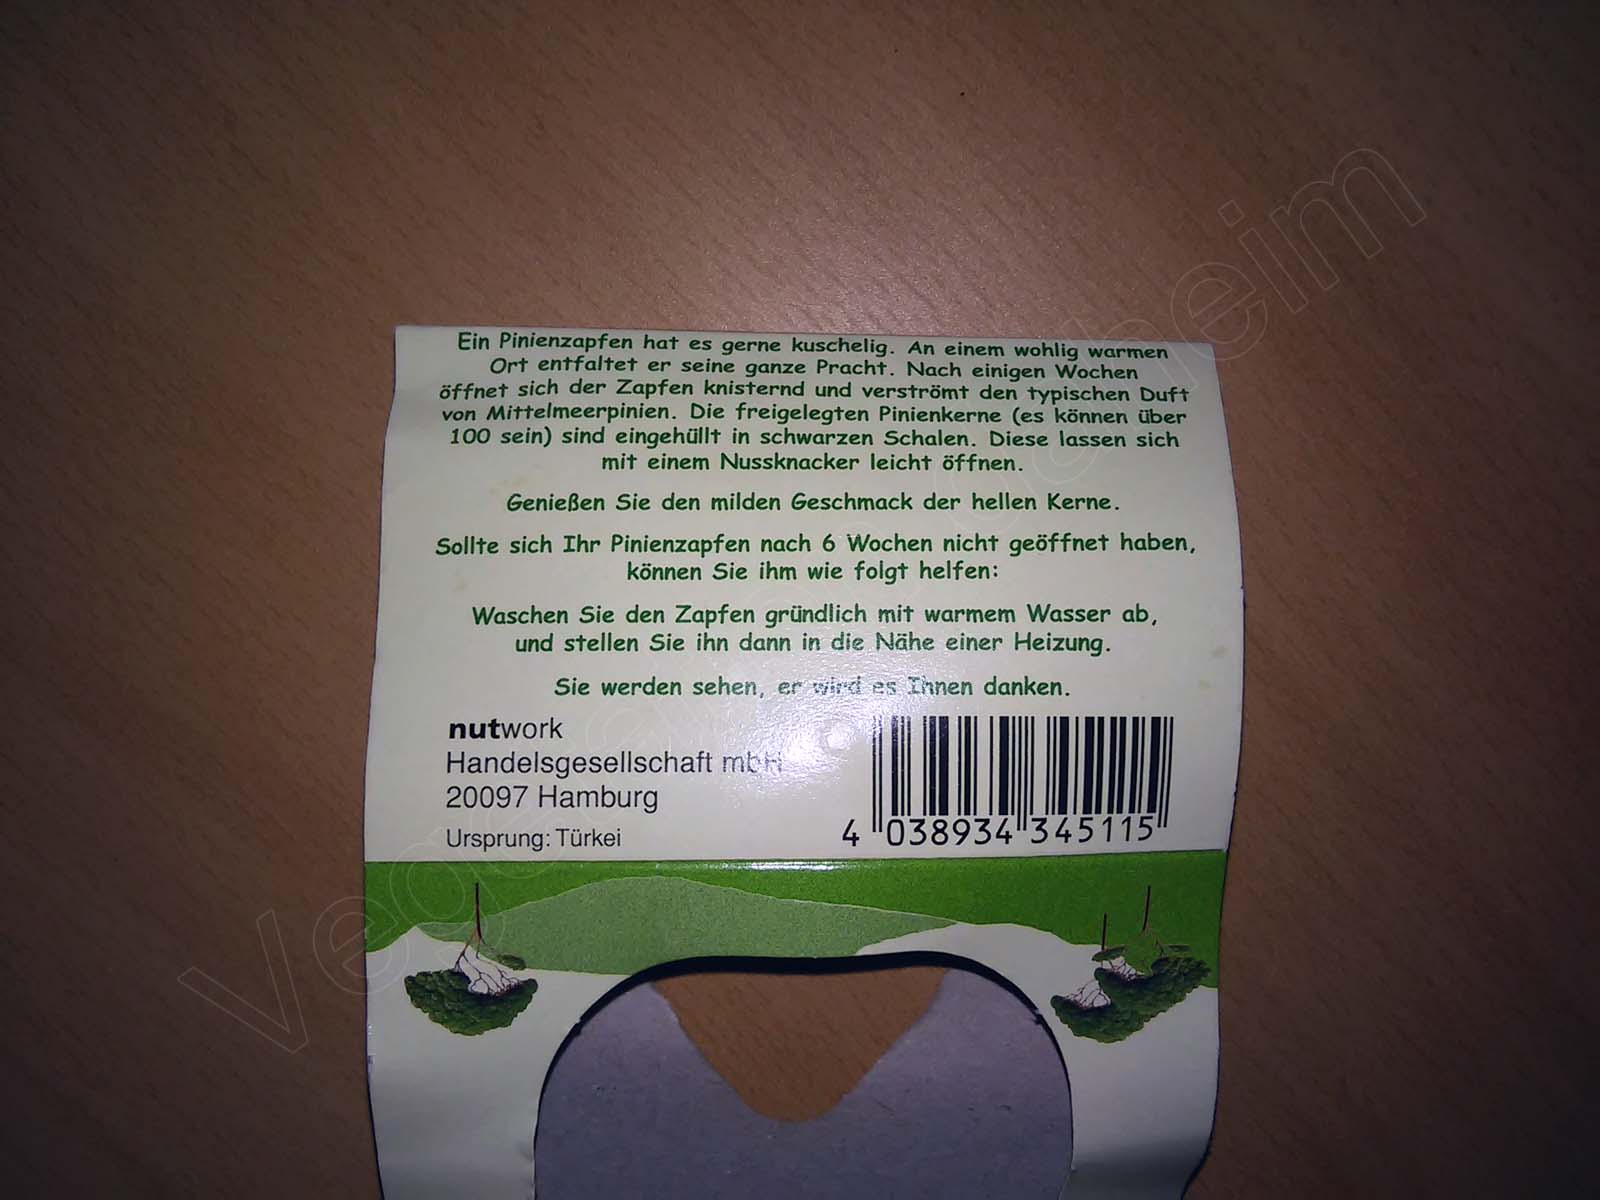 Ein Pinienzapfen hat es gerne kuschelig. An einem wohlig warmen
Ort entfaltet er seine ganze Pracht. Nach einigen Wochen
öffnet sich der Zapfen knisternd und verströmt den typischen Duft
von Mittelmeerpinien. Die freigelegten Pinienkerne (es können über
100 sein) sind eingehüllt in schwarzen Schalen. Diese lassen sich
mit einem Nussknacker leicht öffnen.
Genießen Sie den milden Geschmack der hellen Kerne.
Sollte sich Ihr Pinienzapfen nach 6 Wochen nicht geöffnet haben,
können Sie ihm wie folgt helfen:
Waschen Sie den Zapfen gründlich mit warmem Wasser ab,
und stellen Sie ihn dann in die Nähe einer Heizung.
Sie werden sehen, er wird es Ihnen danken.
nutwork
Handelsgesellschaft mbH
20097 Hamburg
Ursprung: Türkei
4 038934 345115